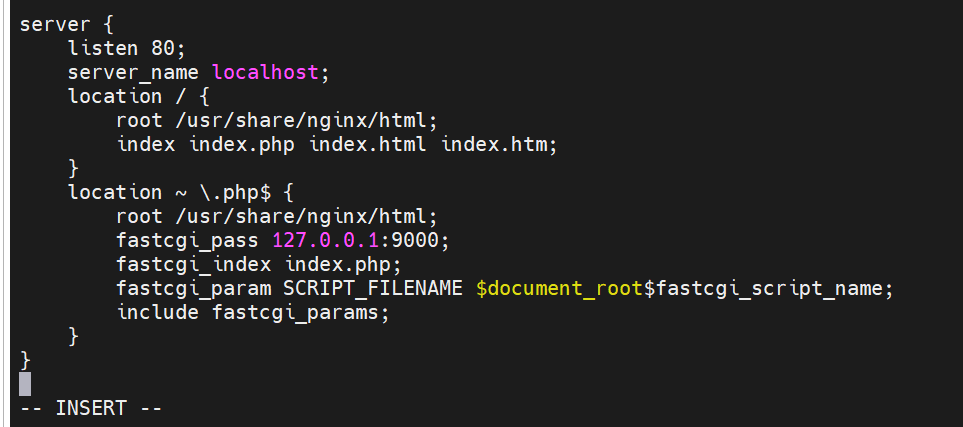 server {
    listen 80;
    server_name localhost;
    location / {
        root /usr/share/nginx/html;
        index index.php index.html index.htm;
    }
    location ~ \.php$ {
        root /usr/share/nginx/html;
        fastcgi_pass 127.0.0.1:9000;
        fastcgi_index index.php;
        fastcgi_param SCRIPT_FILENAME $document_root$fastcgi_script_name;
        include fastcgi_params;
    }
}
-- INSERT --